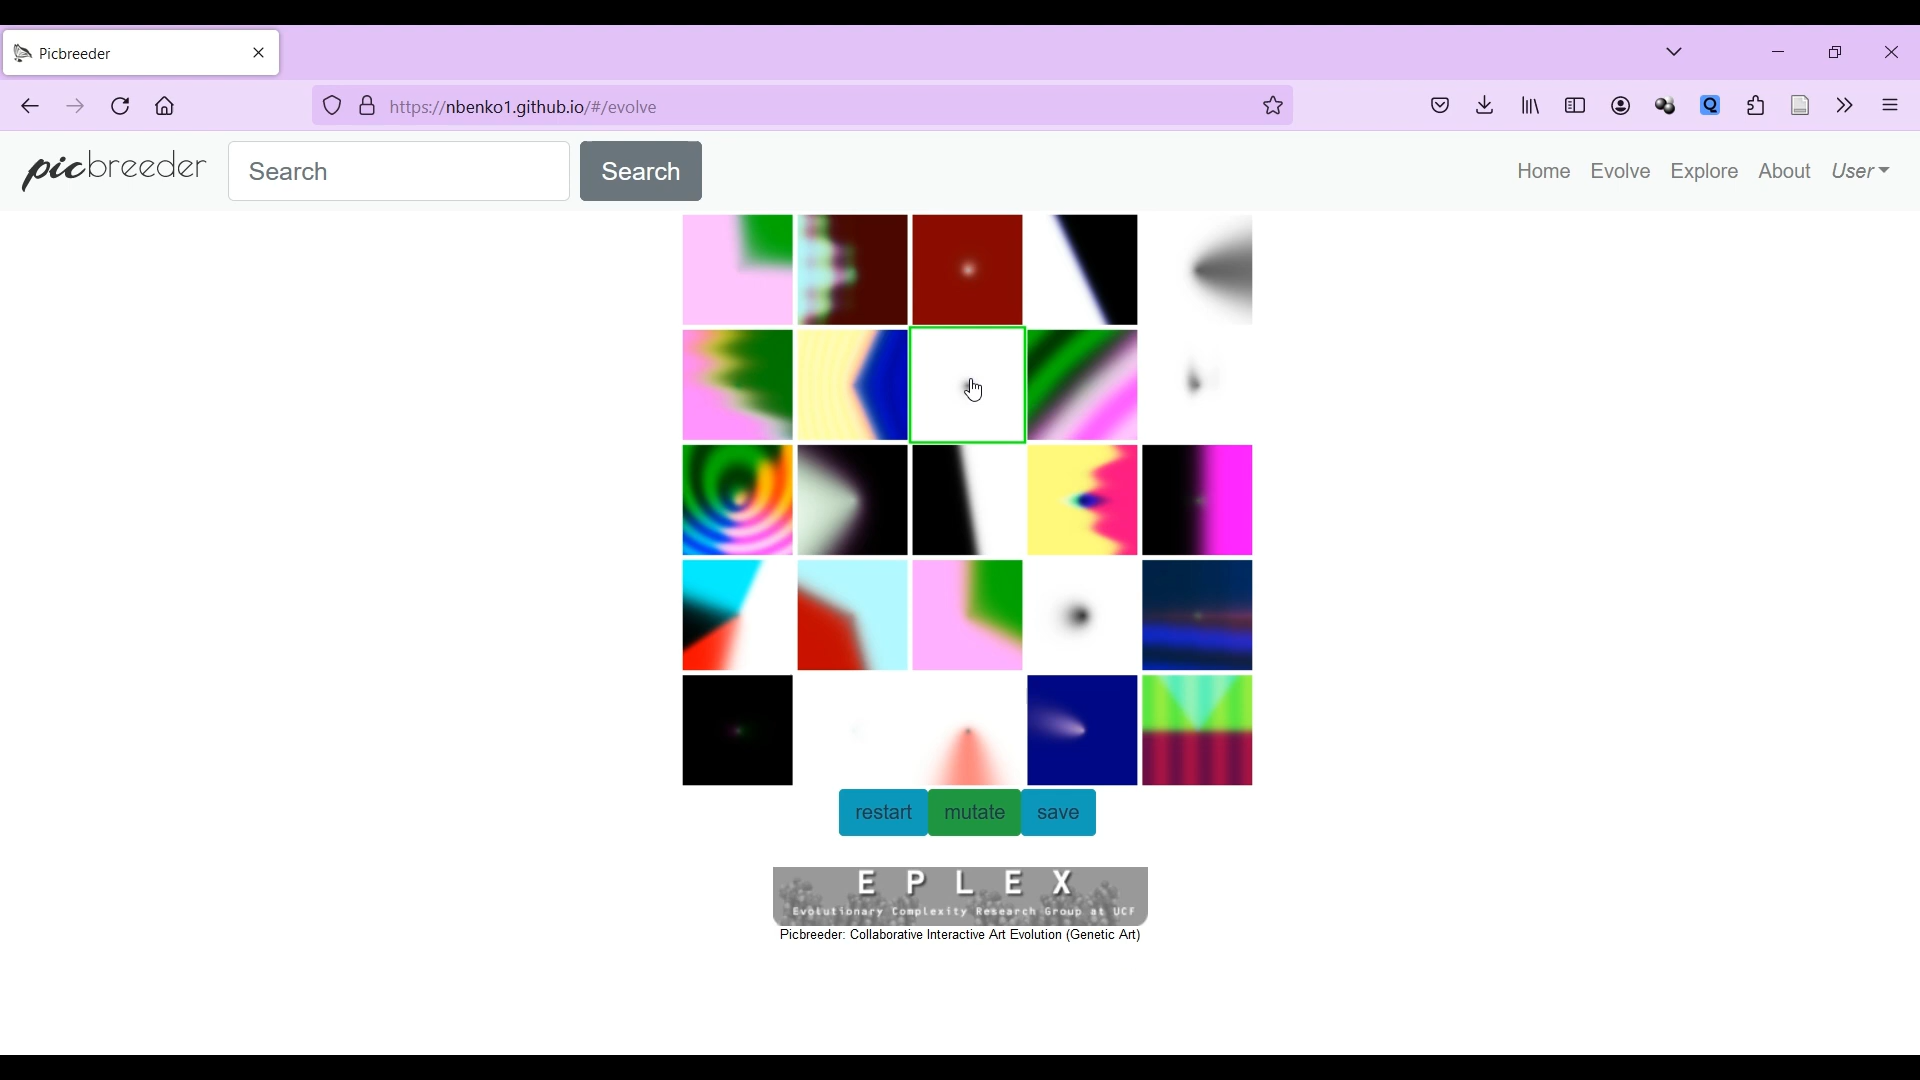 Picbreeder
https://nbenko1.github.io/#/evolve
picbreeder
Search
Search
Home
Evolve
Explore
About
User
restart
mutate
save
E P L E X
Evolutionary Complexity Research Group at UCF
Picbreeder: Collaborative Interactive Art Evolution (Genetic Art)